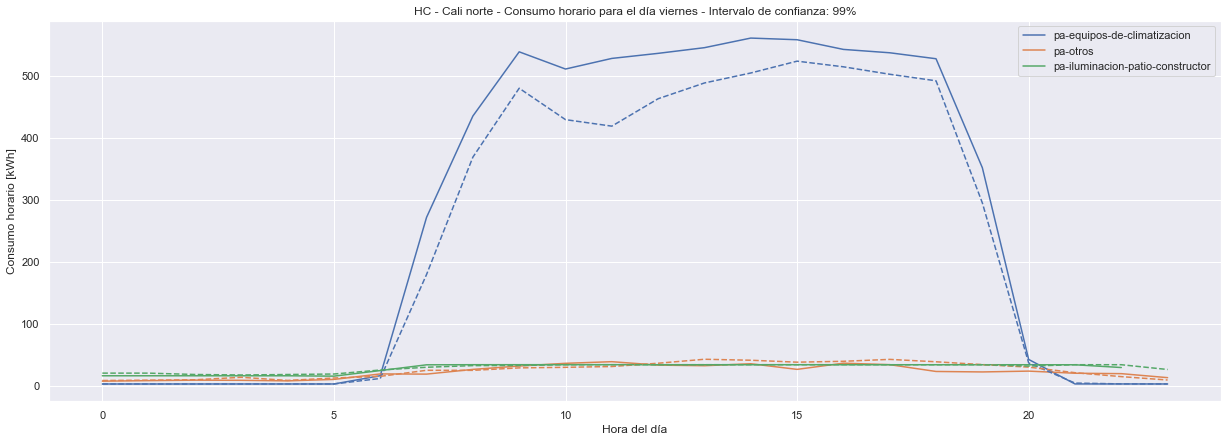 HC - Cali norte - Consumo horario para el día viernes - Intervalo de confianza: 99%
pa-equipos-de-climatizacion
pa-otros
pa-iluminacion-patio-constructor
Consumo horario [kWh]
500
400
300
200
100
0
0 5 10 15 20
Hora del día